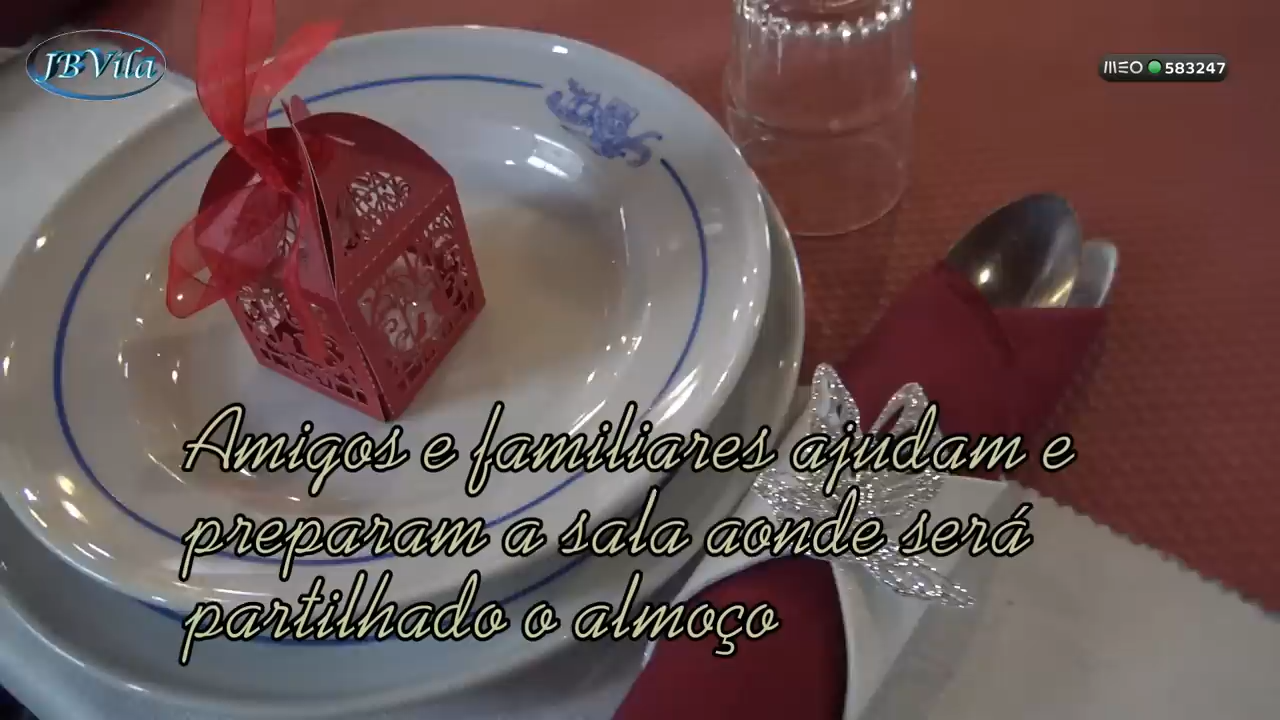 JBVila
MEO 583247
Amigos e familiares ajudam e
preparam a sala aonde será
partilhado o almoço